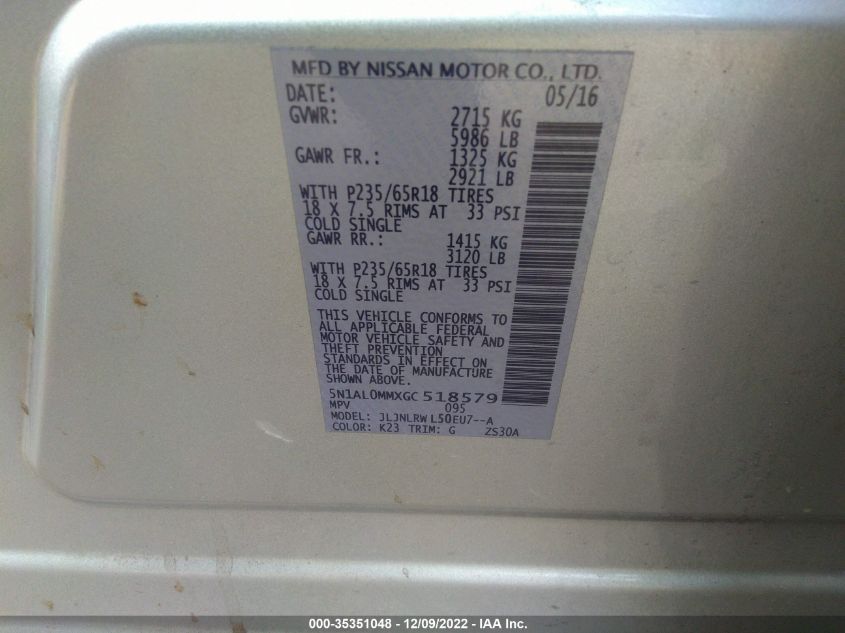 MFD BY NISSAN MOTOR CO., LTD.
DATE: 05/16
GVWR: 2715 KG
5986 LB
GAWR FR.: 1325 KG
2921 LB
WITH P235/65R18 TIRES
18 X 7.5 RIMS AT 33 PSI
COLD SINGLE
GAWR RR.: 1415 KG
3120 LB
WITH P235/65R18 TIRES
18 X 7.5 RIMS AT 33 PSI
COLD SINGLE
THIS VEHICLE CONFORMS TO
ALL APPLICABLE FEDERAL
MOTOR VEHICLE SAFETY AND
THEFT PREVENTION
STANDARDS IN EFFECT ON
THE DATE OF MANUFACTURE
SHOWN ABOVE.
5N1AL0MMXGC518579
MPV 095
MODEL: JLJNLRW L50EU7--A
COLOR: K23 TRIM: G ZS30A
000-35351048 - 12/09/2022 - IAA Inc.